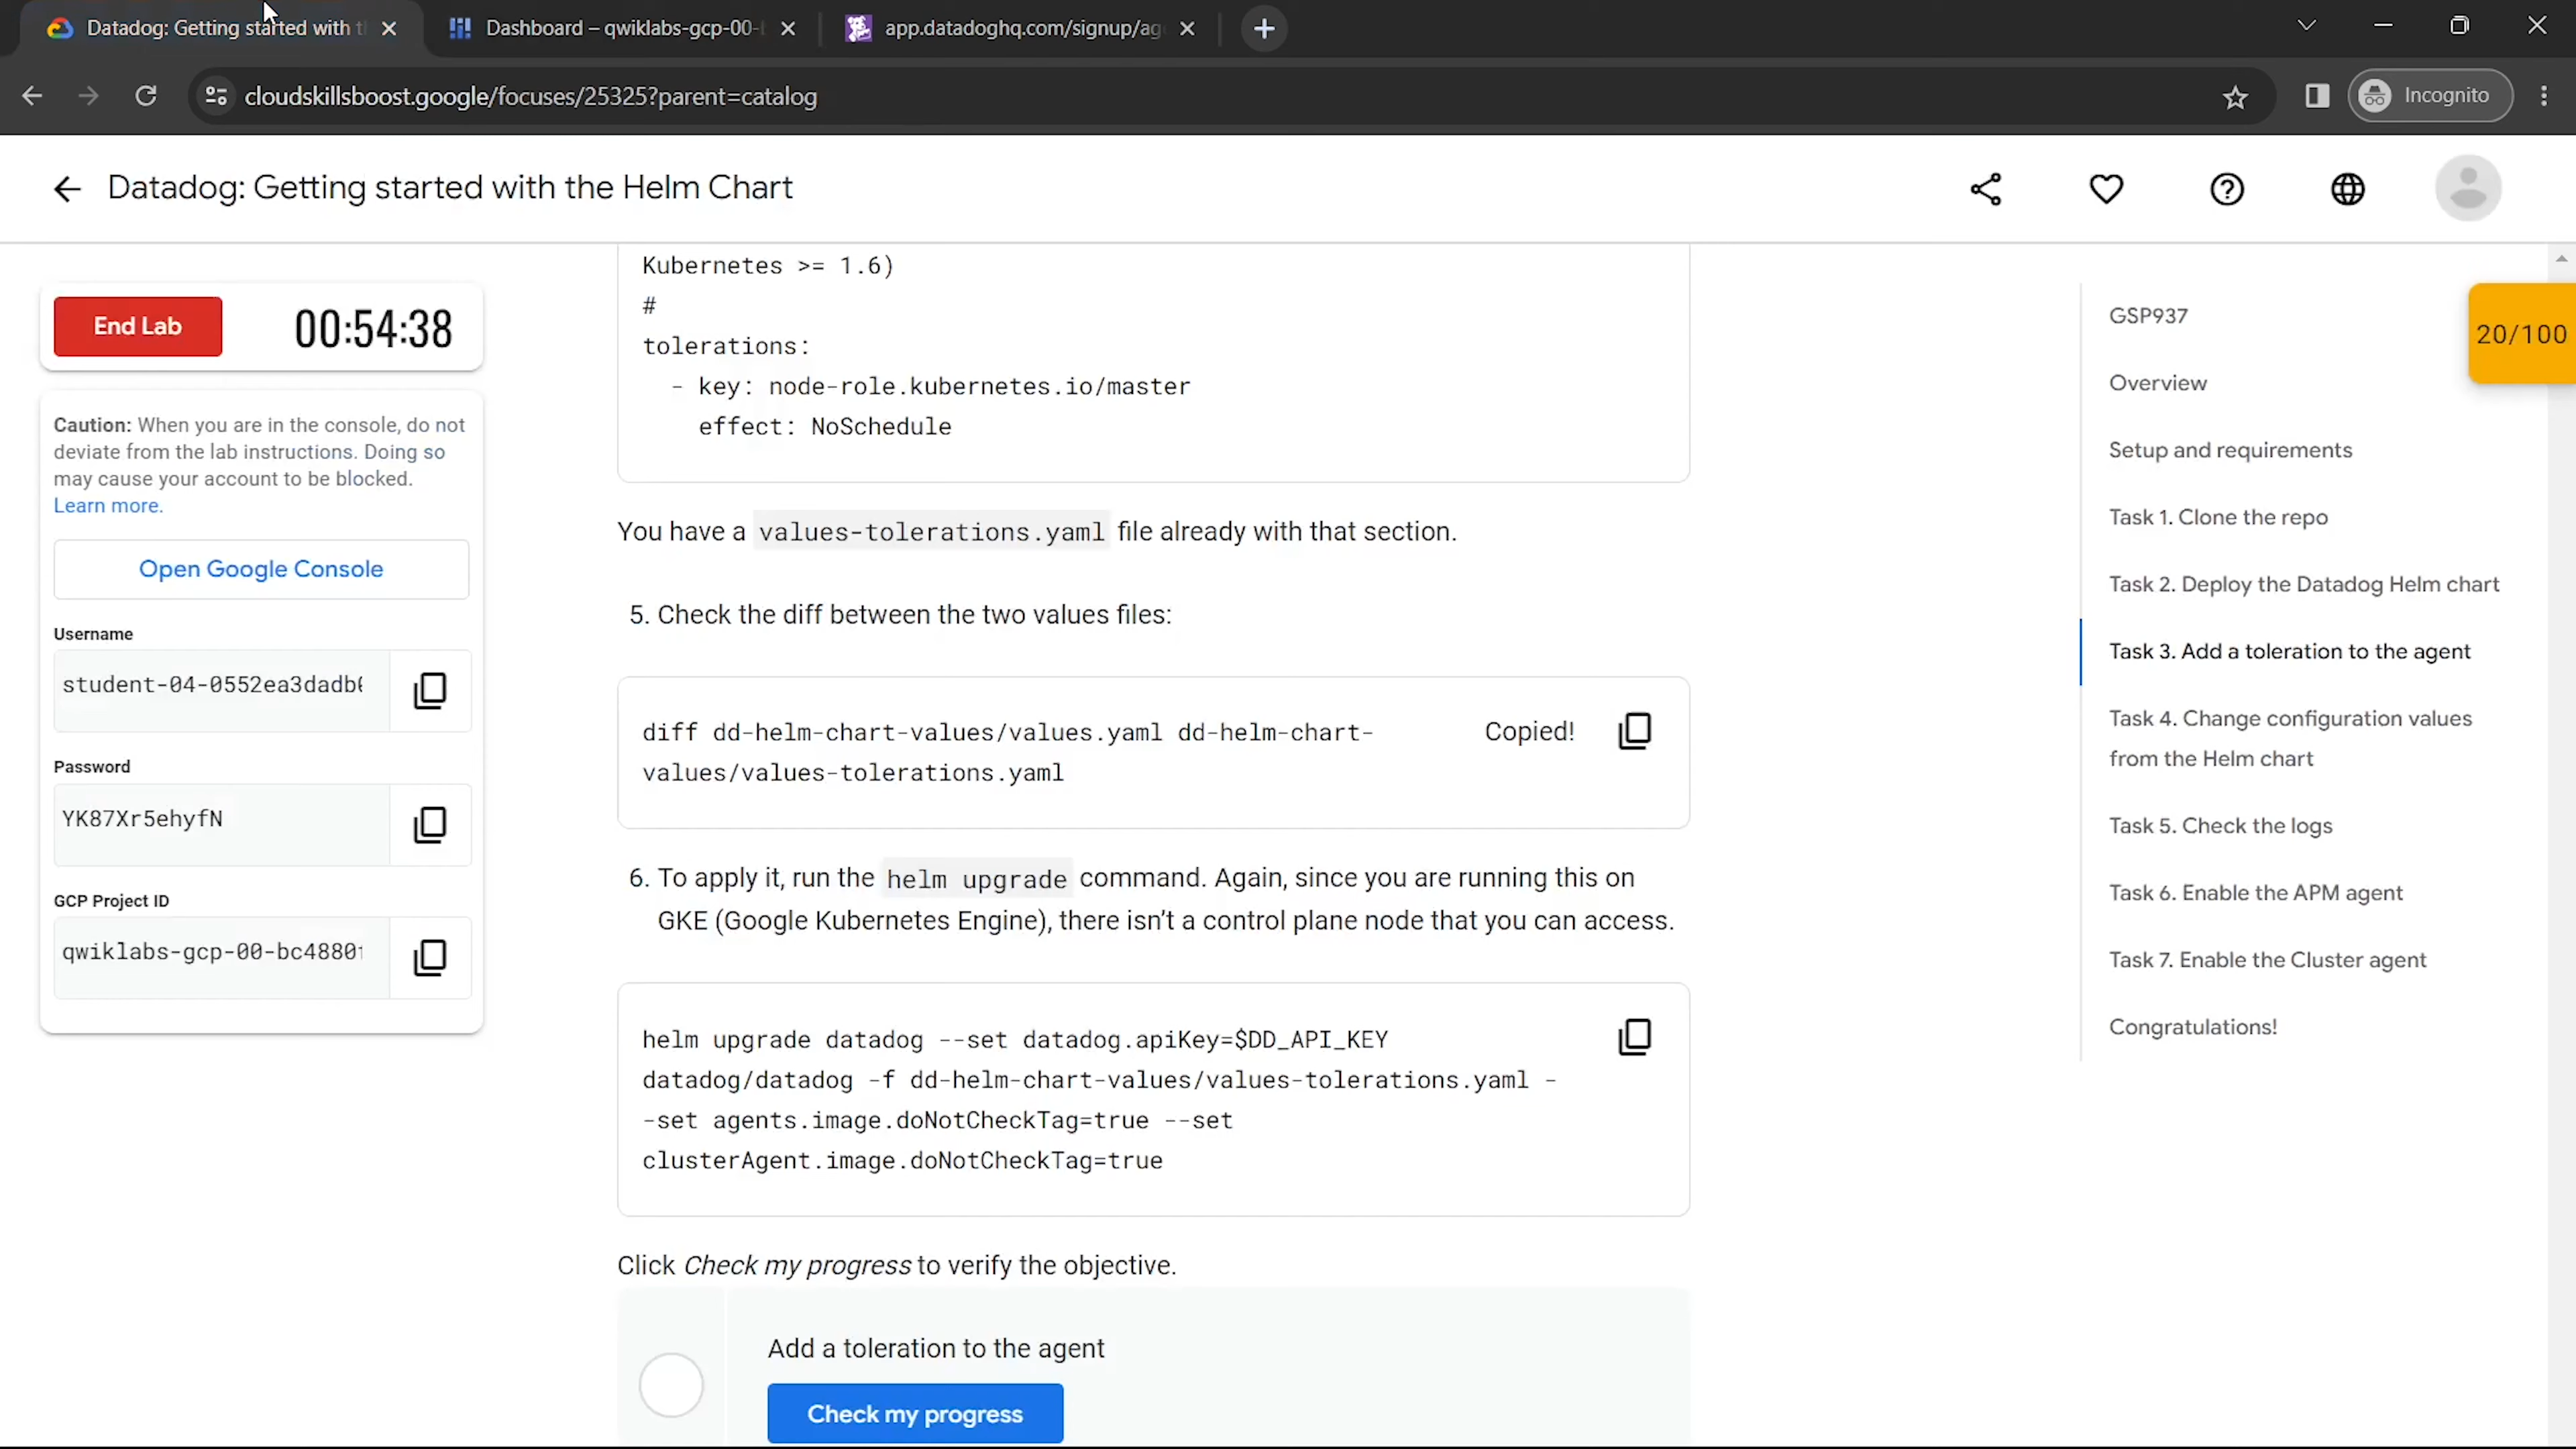 Datadog: Getting started with t
Dashboard – qwiklabs-gcp-00-
app.datadoghq.com/signup/ag
cloudskillsboost.google/focuses/25325?parent=catalog
Incognito
Datadog: Getting started with the Helm Chart
End Lab
00:54:38
Caution: When you are in the console, do not
deviate from the lab instructions. Doing so
may cause your account to be blocked.
Learn more.
Open Google Console
Username
student-04-0552ea3dadb
Password
YK87Xr5ehyfN
GCP Project ID
qwiklabs-gcp-00-bc4880
Kubernetes >= 1.6)
#
tolerations:
- key: node-role.kubernetes.io/master
effect: NoSchedule
You have a values-tolerations.yaml file already with that section.
5. Check the diff between the two values files:
diff dd-helm-chart-values/values.yaml dd-helm-chart-
values/values-tolerations.yaml
Copied!
6. To apply it, run the helm upgrade command. Again, since you are running this on
GKE (Google Kubernetes Engine), there isn't a control plane node that you can access.
helm upgrade datadog --set datadog.apiKey=$DD_API_KEY
datadog/datadog -f dd-helm-chart-values/values-tolerations.yaml -
-set agents.image.doNotCheckTag=true --set
clusterAgent.image.doNotCheckTag=true
Click Check my progress to verify the objective.
Add a toleration to the agent
Check my progress
GSP937
Overview
Setup and requirements
Task 1. Clone the repo
Task 2. Deploy the Datadog Helm chart
Task 3. Add a toleration to the agent
Task 4. Change configuration values
from the Helm chart
Task 5. Check the logs
Task 6. Enable the APM agent
Task 7. Enable the Cluster agent
Congratulations!
20/100